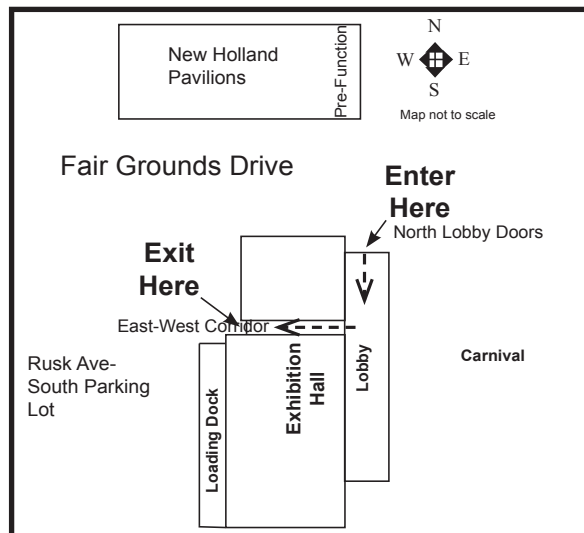 New Holland
Pavilions
Pre-Function
N
W
E
S
Map not to scale
Fair Grounds Drive
Enter
Here
North Lobby Doors
Exit
Here
East-West Corridor
Rusk Ave-
South Parking
Lot
Loading Dock
Exhibition
Hall
Lobby
Carnival